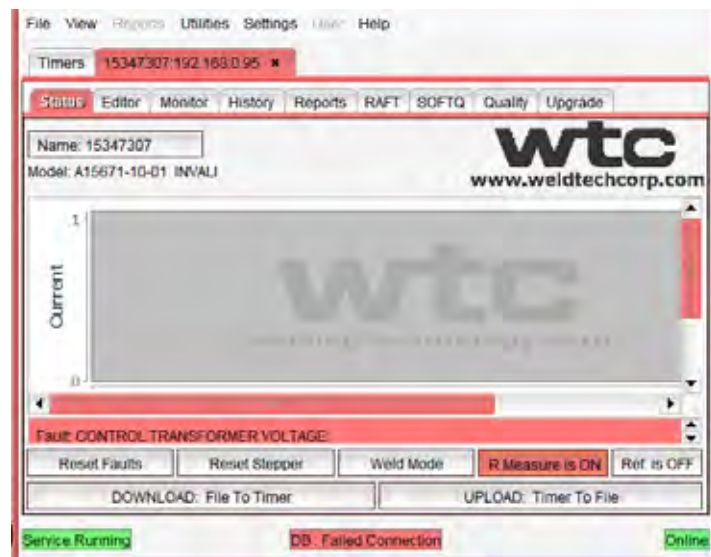 File View Reports Utilities Settings User Help
Timers 15347307:192.168.0.95 ×
Status Editor Monitor History Reports RAFT SOFTQ Quality Upgrade
Name: 15347307
Model: A15671-10-01 INVALI
wtc
www.weldtechcorp.com
1
Current
wtc
0
Fault: CONTROL TRANSFORMER VOLTAGE:
Reset Faults Reset Stepper Weld Mode R.Measure is ON Ref. is OFF
DOWNLOAD: File To Timer UPLOAD: Timer To File
Service Running DB : Failed Connection Online